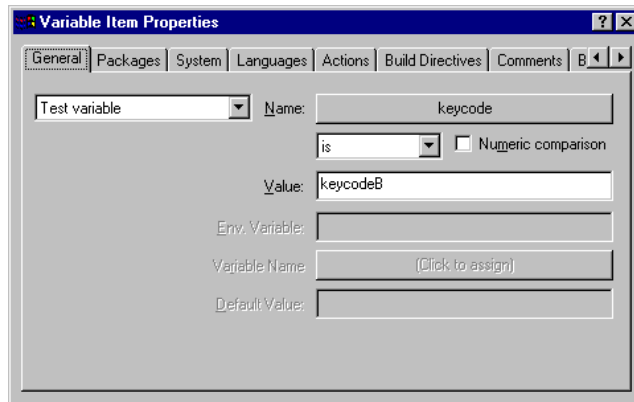 Variable Item Properties
General Packages System Languages Actions Build Directives Comments B
Test variable Name: keycode
is Numeric comparison
Value: keycodeB
Env. Variable:
Variable Name (Click to assign)
Default Value: